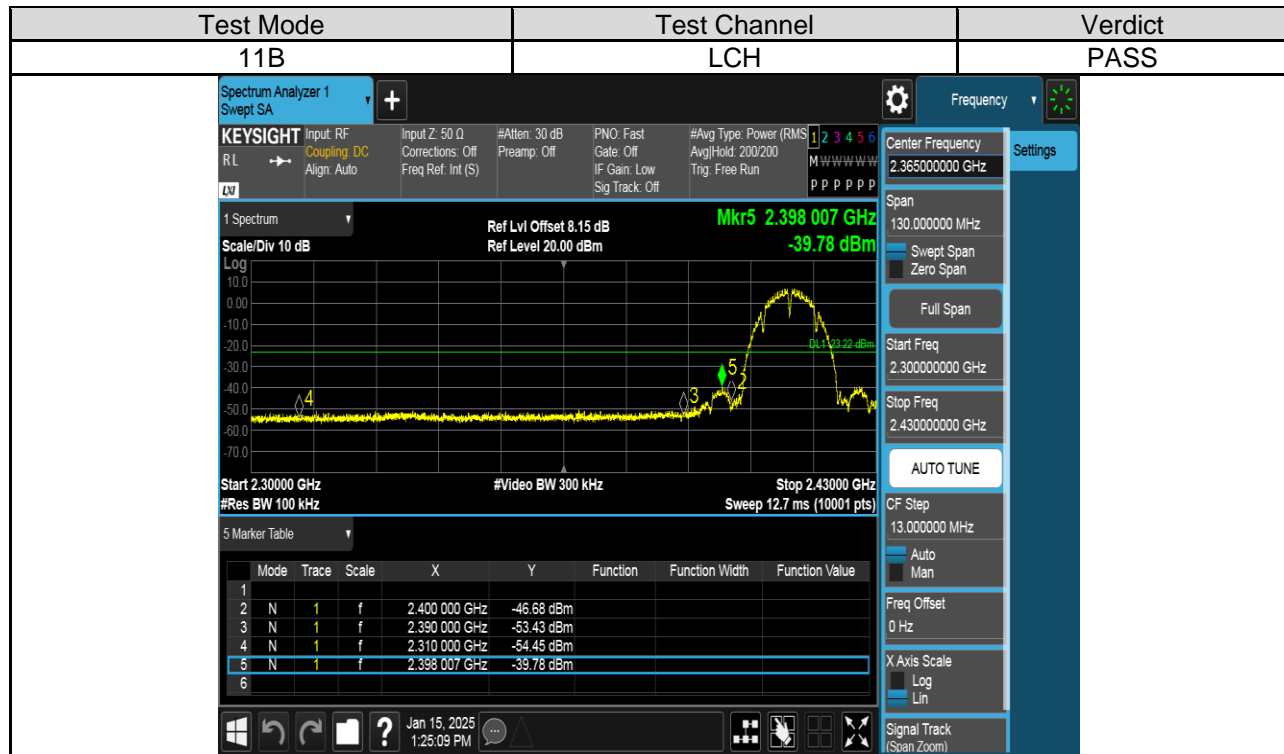 Test Mode Test Channel Verdict
11B LCH PASS
Spectrum Analyzer 1
Swept SA
+
Frequency
KEYSIGHT Input: RF Input Z: 50 Ω #Atten: 30 dB PNO: Fast #Avg Type: Power (RMS 1 2 3 4 5 6
RL Coupling: DC Corrections: Off Preamp: Off Gate: Off Avg|Hold: 200/200 M W W W W W
Align: Auto Freq Ref: Int (S) IF Gain: Low Trig: Free Run
LXI Sig Track: Off P P P P P P
1 Spectrum
Ref Lvl Offset 8.15 dB Mkr5 2.398 007 GHz
Scale/Div 10 dB Ref Level 20.00 dBm -39.78 dBm
Log
10.0
0.00
-10.0
-20.0
-30.0
-40.0
-50.0
-60.0
-70.0
DL1 -23.22 dBm
4
3
5
2
Start 2.30000 GHz #Video BW 300 kHz Stop 2.43000 GHz
#Res BW 100 kHz Sweep 12.7 ms (10001 pts)
5 Marker Table
Mode Trace Scale X Y Function Function Width Function Value
1
2 N 1 f 2.400 000 GHz -46.68 dBm
3 N 1 f 2.390 000 GHz -53.43 dBm
4 N 1 f 2.310 000 GHz -54.45 dBm
5 N 1 f 2.398 007 GHz -39.78 dBm
6
?
Jan 15, 2025
1:25:09 PM
Center Frequency
2.365000000 GHz
Settings
Span
130.000000 MHz
Swept Span
Zero Span
Full Span
Start Freq
2.300000000 GHz
Stop Freq
2.430000000 GHz
AUTO TUNE
CF Step
13.000000 MHz
Auto
Man
Freq Offset
0 Hz
X Axis Scale
Log
Lin
Signal Track
(Span Zoom)